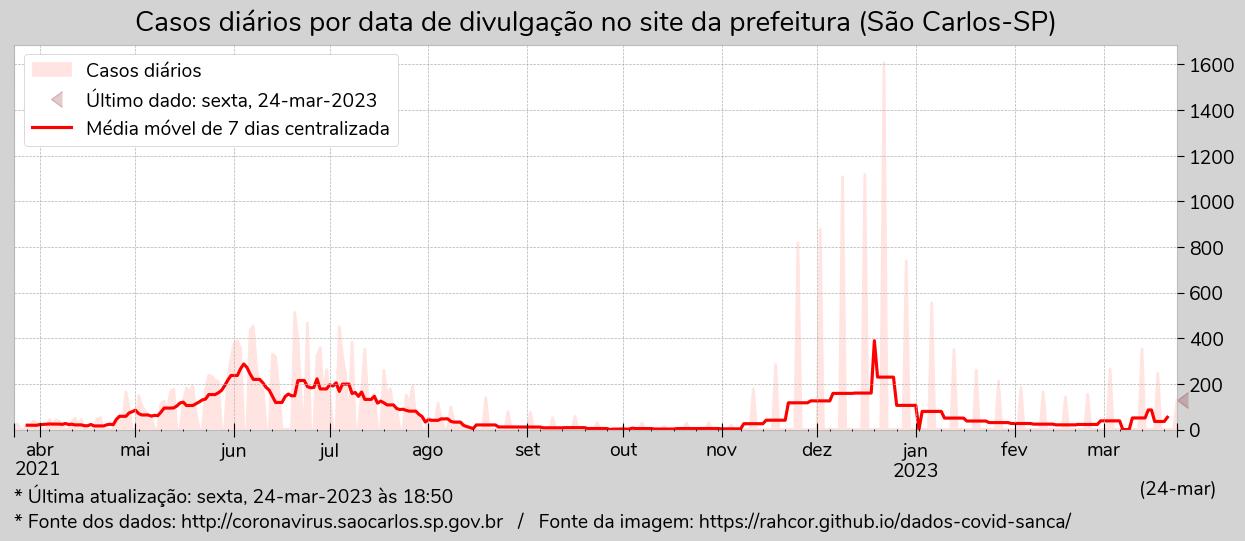 Casos diários por data de divulgação no site da prefeitura (São Carlos-SP)
Casos diários
Último dado: sexta, 24-mar-2023
Média móvel de 7 dias centralizada
1600
1400
1200
1000
800
600
400
200
0
abr mai jun jul ago set out nov dez jan fev mar
2021 2023
(24-mar)
* Última atualização: sexta, 24-mar-2023 às 18:50
* Fonte dos dados: http://coronavirus.saocarlos.sp.gov.br / Fonte da imagem: https://rahcor.github.io/dados-covid-sanca/